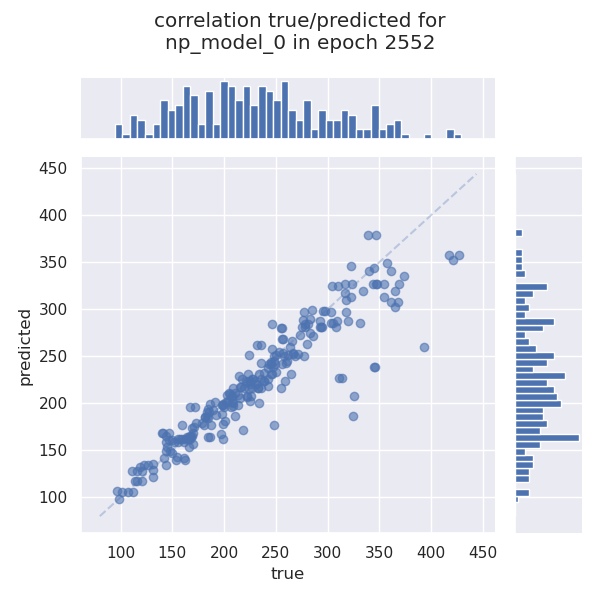 correlation true/predicted for
np_model_0 in epoch 2552
450
400
350
300
250
200
150
100
predicted
100 150 200 250 300 350 400 450
true